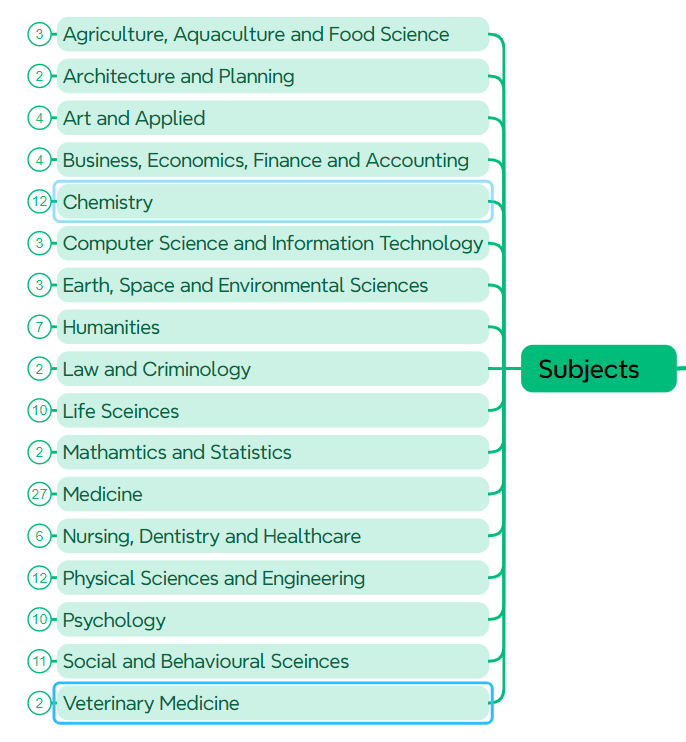 3 Agriculture, Aquaculture and Food Science
2 Architecture and Planning
4 Art and Applied
4 Business, Economics, Finance and Accounting
12 Chemistry
3 Computer Science and Information Technology
3 Earth, Space and Environmental Sciences
7 Humanities
2 Law and Criminology
Subjects
10 Life Sceinces
2 Mathamtics and Statistics
27 Medicine
6 Nursing, Dentistry and Healthcare
12 Physical Sciences and Engineering
10 Psychology
11 Social and Behavioural Sceinces
2 Veterinary Medicine